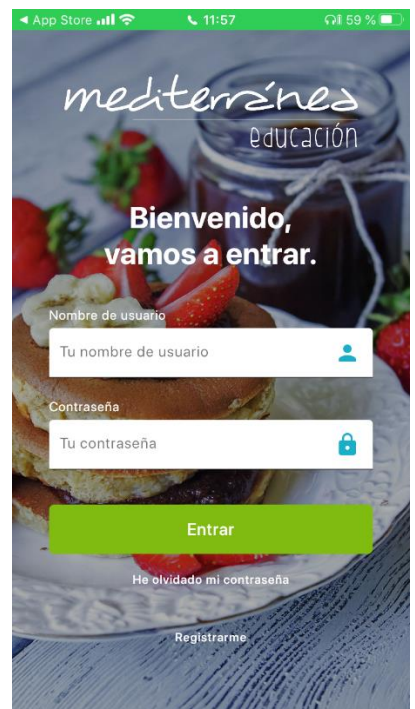 App Store 11:57 59 %
mediterránea
educación
Bienvenido,
vamos a entrar.
Nombre de usuario
Tu nombre de usuario
Contraseña
Tu contraseña
Entrar
He olvidado mi contraseña
Registrarme